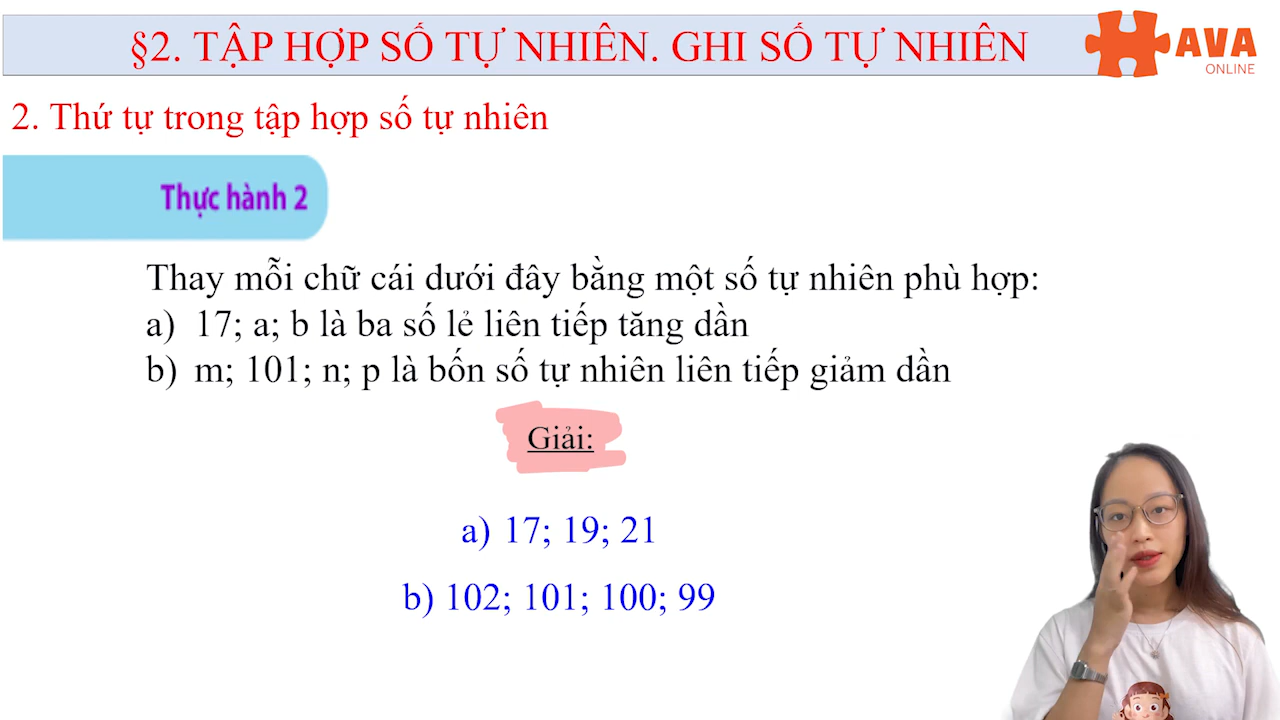 §2. TẬP HỢP SỐ TỰ NHIÊN. GHI SỐ TỰ NHIÊN
AVA
ONLINE
2. Thứ tự trong tập hợp số tự nhiên
Thực hành 2
Thay mỗi chữ cái dưới đây bằng một số tự nhiên phù hợp:
a) 17; a; b là ba số lẻ liên tiếp tăng dần
b) m; 101; n; p là bốn số tự nhiên liên tiếp giảm dần
Giải:
a) 17; 19; 21
b) 102; 101; 100; 99